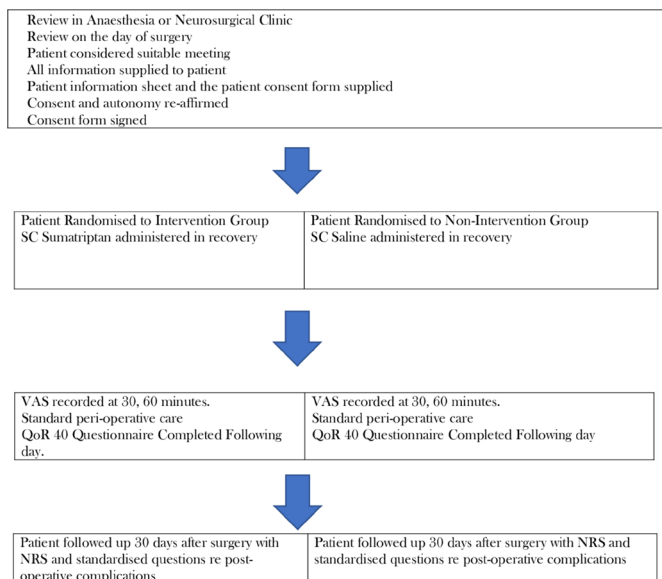 Review in Anaesthesia or Neurosurgical Clinic
Review on the day of surgery
Patient considered suitable meeting
All information supplied to patient
Patient information sheet and the patient consent form supplied
Consent and autonomy re-affirmed
Consent form signed
Patient Randomised to Intervention Group
SC Sumatriptan administered in recovery
Patient Randomised to Non-Intervention Group
SC Saline administered in recovery
VAS recorded at 30, 60 minutes.
Standard peri-operative care
QoR 40 Questionnaire Completed Following
day.
VAS recorded at 30, 60 minutes.
Standard peri-operative care
QoR 40 Questionnaire Completed Following day
Patient followed up 30 days after surgery with
NRS and standardised questions re post-
operative complications
Patient followed up 30 days after surgery with NRS and
standardised questions re post-operative complications